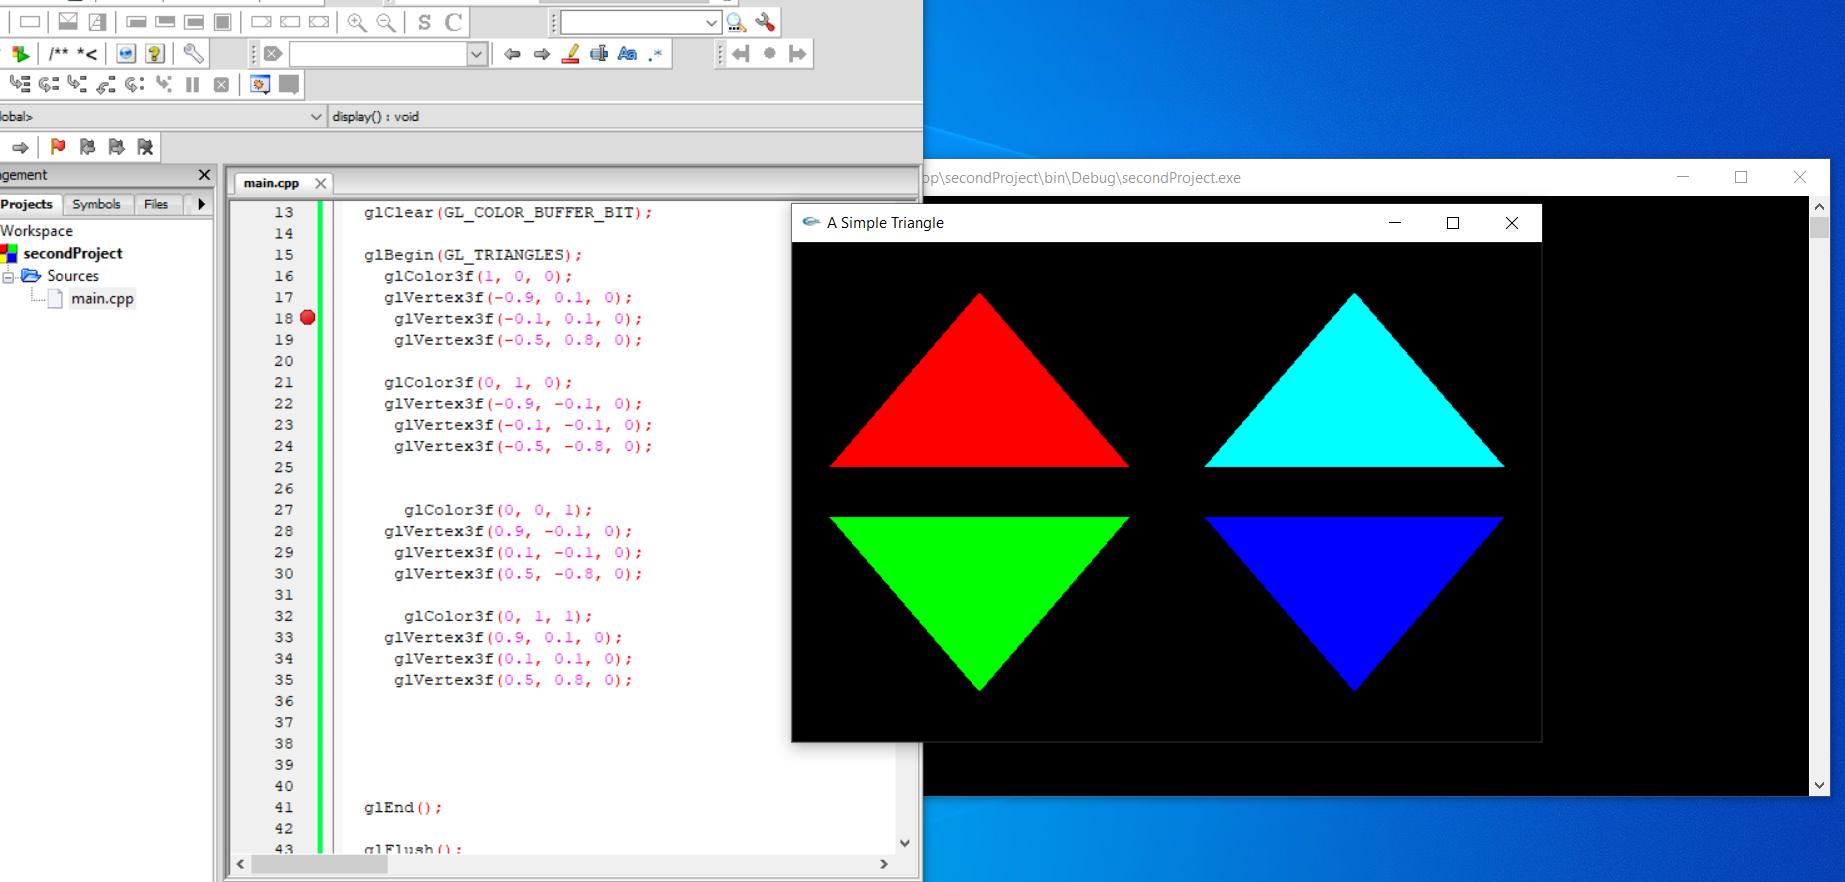 S C
/** *<
Aa .*
lobal>
display() : void
op\secondProject\bin\Debug\secondProject.exe
gement
main.cpp
Projects Symbols Files
A Simple Triangle
Workspace
secondProject
Sources
main.cpp
13 glClear(GL_COLOR_BUFFER_BIT);
14
15 glBegin(GL_TRIANGLES);
16 glColor3f(1, 0, 0);
17 glVertex3f(-0.9, 0.1, 0);
18 glVertex3f(-0.1, 0.1, 0);
19 glVertex3f(-0.5, 0.8, 0);
20
21 glColor3f(0, 1, 0);
22 glVertex3f(-0.9, -0.1, 0);
23 glVertex3f(-0.1, -0.1, 0);
24 glVertex3f(-0.5, -0.8, 0);
25
26
27 glColor3f(0, 0, 1);
28 glVertex3f(0.9, -0.1, 0);
29 glVertex3f(0.1, -0.1, 0);
30 glVertex3f(0.5, -0.8, 0);
31
32 glColor3f(0, 1, 1);
33 glVertex3f(0.9, 0.1, 0);
34 glVertex3f(0.1, 0.1, 0);
35 glVertex3f(0.5, 0.8, 0);
36
37
38
39
40
41 glEnd();
42
43 glFlush();